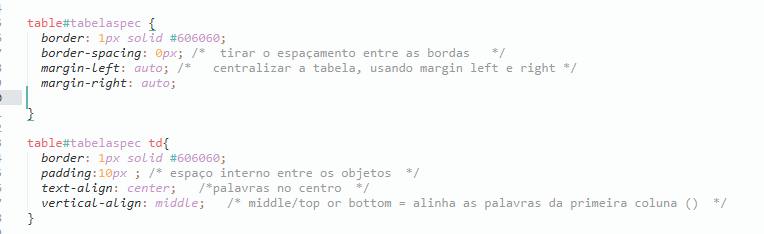 table#tabelaspec {
border: 1px solid #606060;
border-spacing: 0px; /* tirar o espaçamento entre as bordas */
margin-left: auto; /* centralizar a tabela, usando margin left e right */
margin-right: auto;
}
table#tabelaspec td{
border: 1px solid #606060;
padding:10px ; /* espaço interno entre os objetos */
text-align: center; /*palavras no centro */
vertical-align: middle; /* middle/top or bottom = alinha as palavras da primeira coluna () */
}